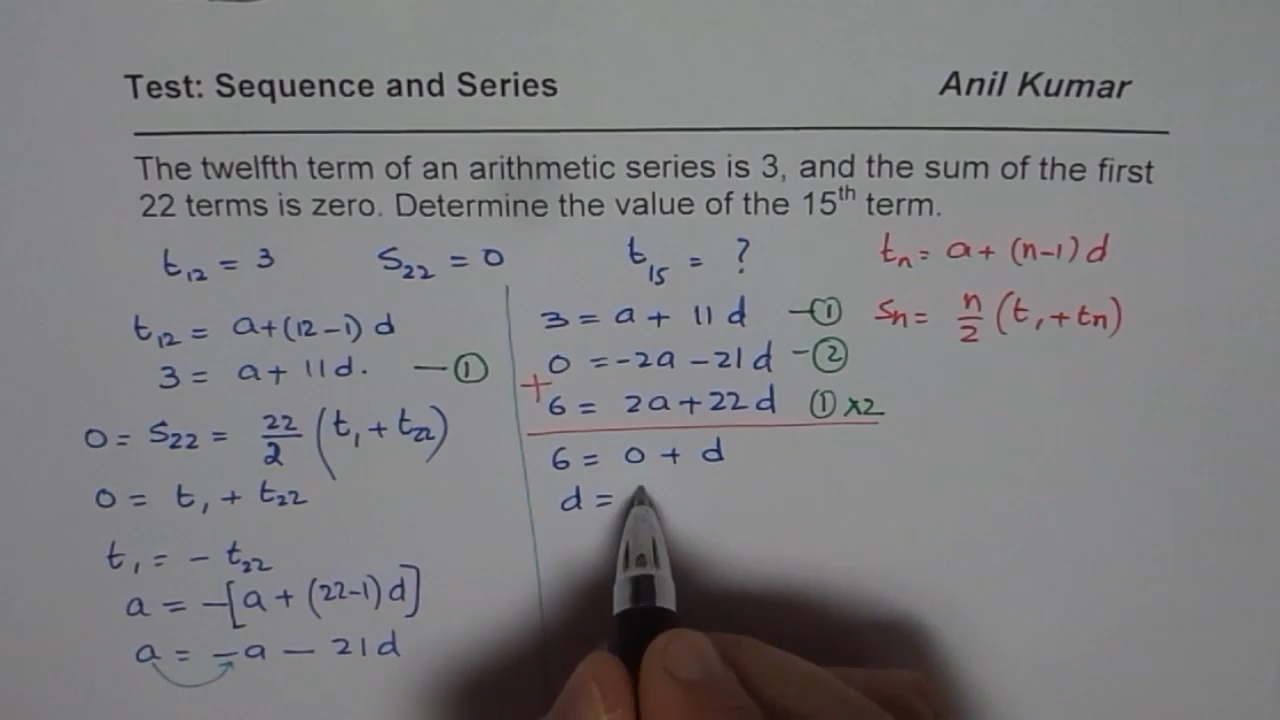 Test: Sequence and Series Anil Kumar
The twelfth term of an arithmetic series is 3, and the sum of the first
22 terms is zero. Determine the value of the 15th term.
t₁₂ = 3 S₂₂ = 0 t₁₅ = ?
t₁₂ = a+(12-1) d
3 = a + 11d. —①
0 = S₂₂ = 22/2 (t₁ + t₂₂)
0 = t₁ + t₂₂
t₁ = - t₂₂
a = -[a + (22-1) d]
a = -a - 21d
3 = a + 11d —①
0 = -2a - 21d -②
+ 6 = 2a + 22d ① x2
6 = 0 + d
d =
tₙ = a + (n-1) d
Sₙ = n/2 (t₁ + tₙ)